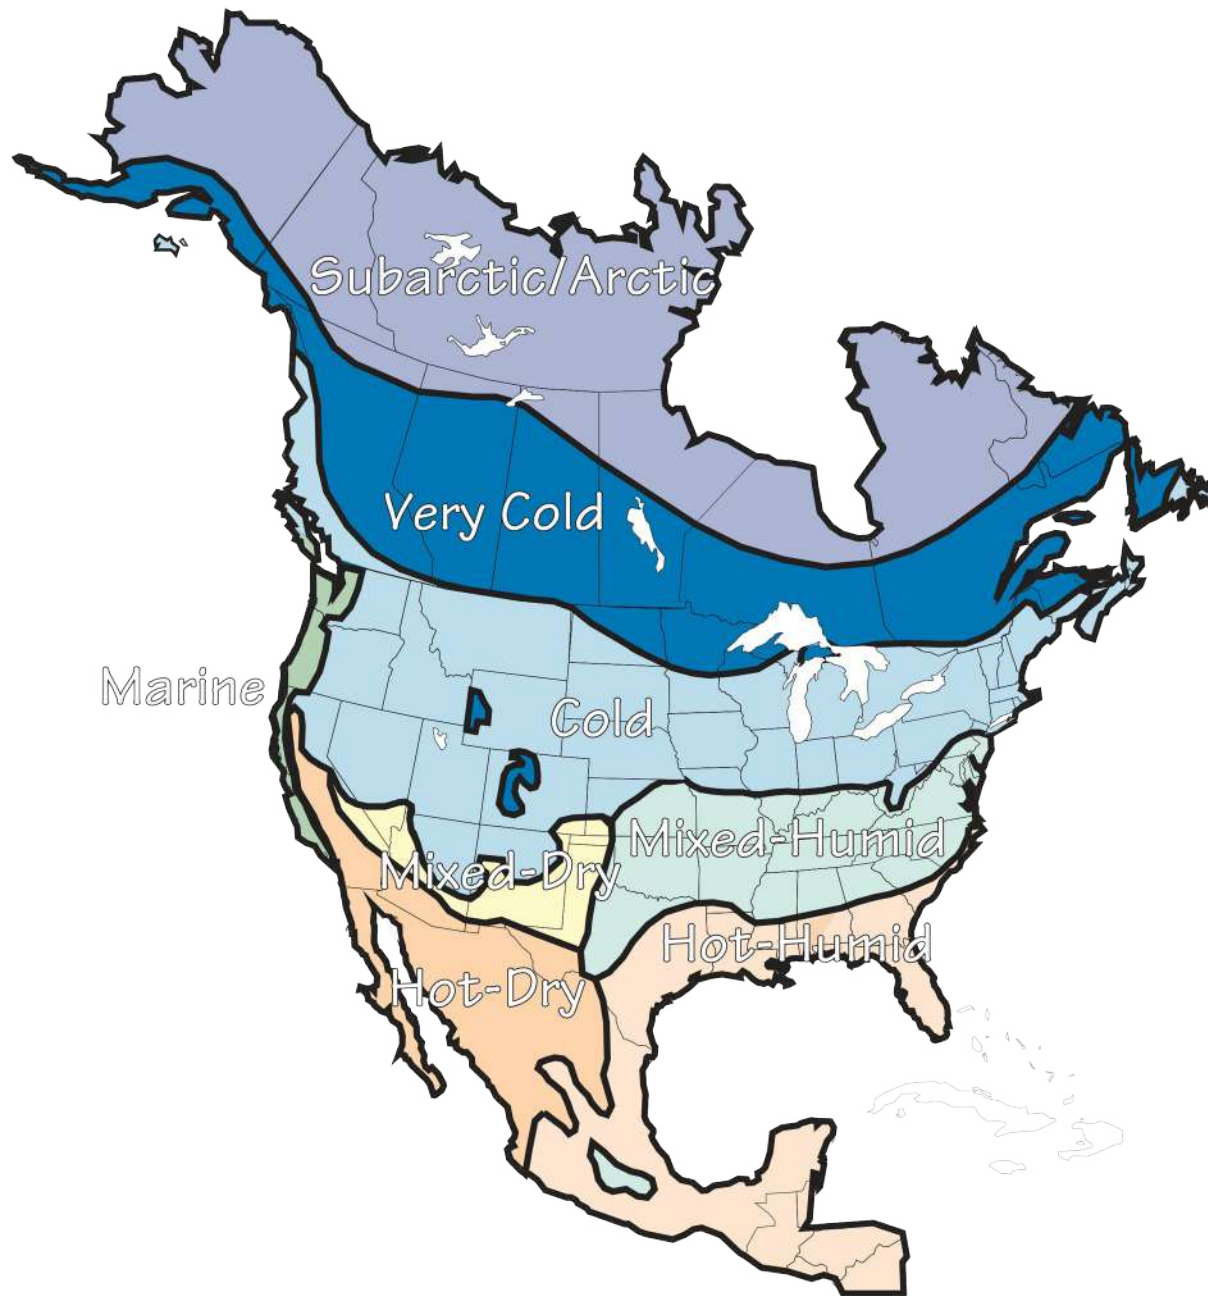 Subarctic/Arctic
Very Cold
Marine
Cold
Mixed-Humid
Mixed-Dry
Hot-Humid
Hot-Dry